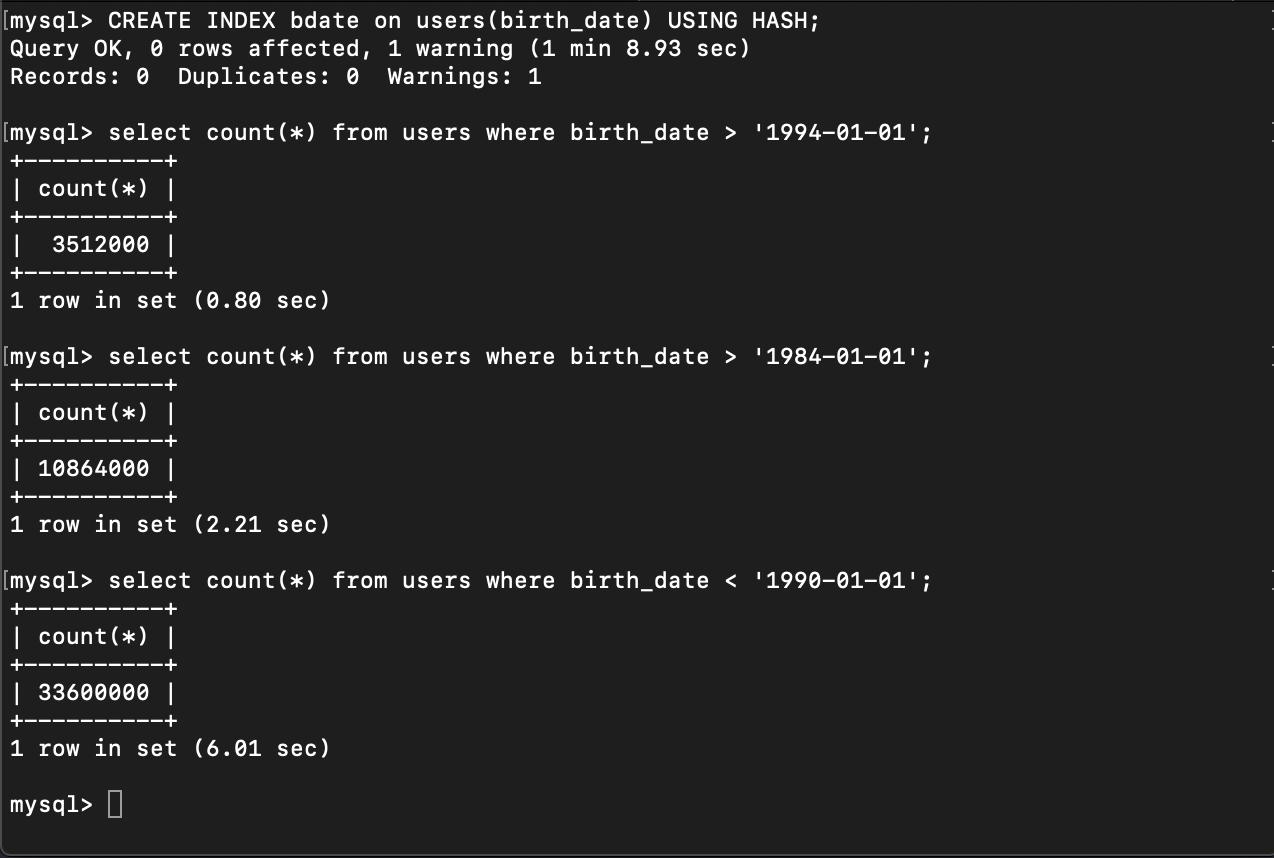 [mysql> CREATE INDEX bdate on users(birth_date) USING HASH;
Query OK, 0 rows affected, 1 warning (1 min 8.93 sec)
Records: 0  Duplicates: 0  Warnings: 1

[mysql> select count(*) from users where birth_date > '1994-01-01';
+----------+
| count(*) |
+----------+
|  3512000 |
+----------+
1 row in set (0.80 sec)

[mysql> select count(*) from users where birth_date > '1984-01-01';
+----------+
| count(*) |
+----------+
| 10864000 |
+----------+
1 row in set (2.21 sec)

[mysql> select count(*) from users where birth_date < '1990-01-01';
+----------+
| count(*) |
+----------+
| 33600000 |
+----------+
1 row in set (6.01 sec)

mysql>